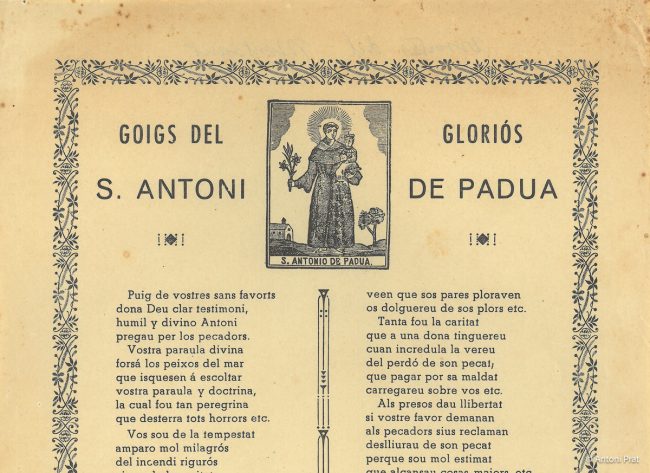 GOIGS DEL GLORIÓS
S. ANTONI DE PADUA
S. ANTONIO DE PADUA.
Puig de vostres sans favorts
dona Deu clar testimoni,
humil y divino Antoni
pregau per los pecadors.
Vostra paraula divina
forsá los peixos del mar
que isquesen á escoltar
vostra paraula y doctrina,
la cual fou tan peregrina
que desterra tots horrors etc.
Vos sou de la tempestat
amparo mol milagrós
del incendi rigurós
veen que sos pares ploraven
os dolguereu de sos plors etc.
Tanta fou la caritat
que a una dona tinguereu
cuan incredula la vereu
del perdó de son pecat;
que pagar por sa maldat
carregareu sobre vos etc.
Als presos dau llibertat
si vostre favor demanan
als pecadors sius reclaman
deslliurau de son pecat
perque sou mol estimat
que alcansau cosas majors etc.
Antoni Prat